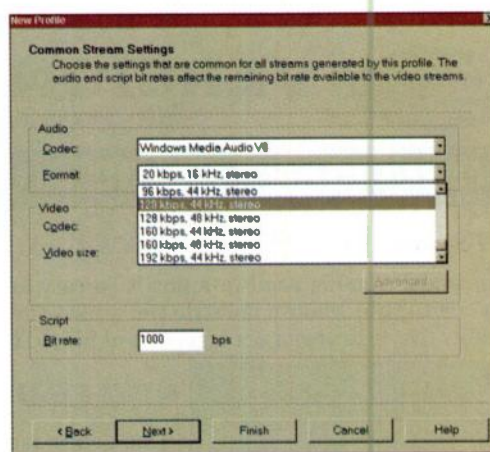 New Profile
Common Stream Settings
Choose the settings that are common for all streams generated by this profile. The
audio and script bit rates affect the remaining bit rate available to the video streams.
Audio
Codec: Windows Media Audio V8
Format: 20 kbps, 16 kHz, stereo
96 kbps, 44 kHz, stereo
128 kbps, 44 kHz, stereo
128 kbps, 48 kHz, stereo
160 kbps, 44 kHz, stereo
160 kbps, 48 kHz, stereo
192 kbps, 44 kHz, stereo
Video
Codec:
Video size:
Advanced
Script
Bit rate: 1000 bps
< Back Next > Finish Cancel Help